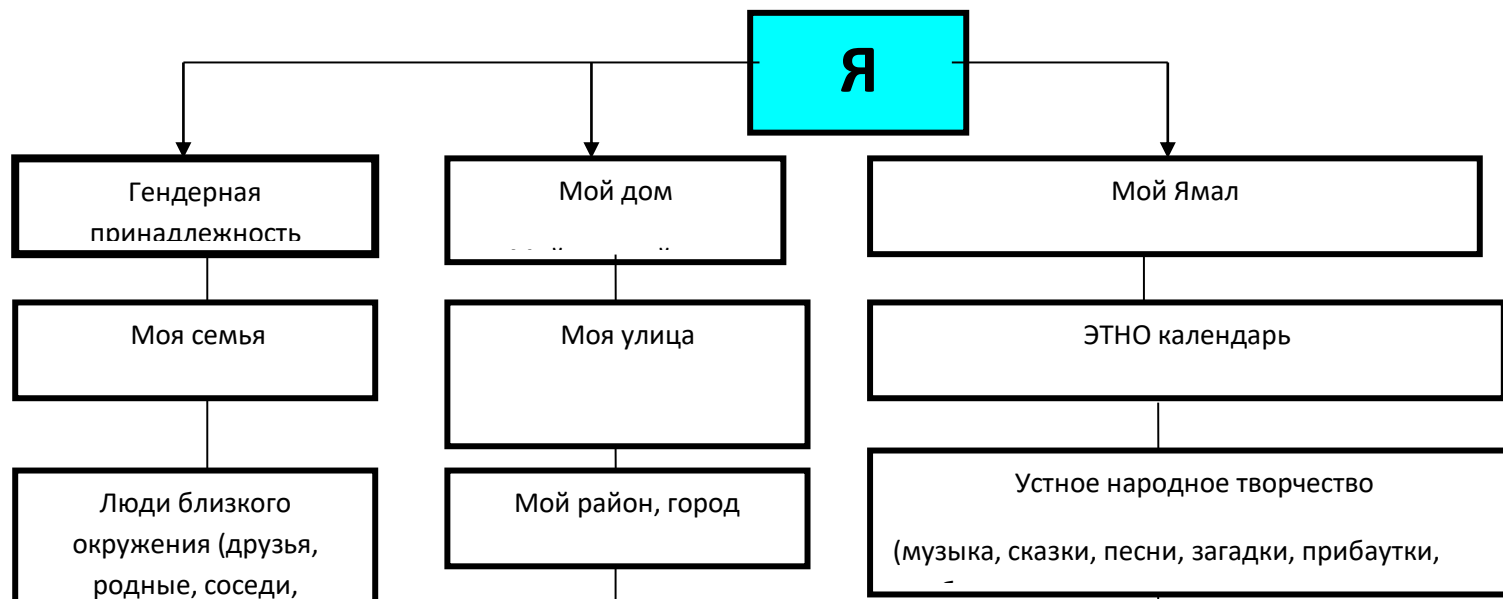 Я
Гендерная
принадлежность
Мой дом
Мой Ямал
Моя семья
Моя улица
ЭТНО календарь
Люди близкого
окружения (друзья,
родные, соседи,
Мой район, город
Устное народное творчество
(музыка, сказки, песни, загадки, прибаутки,